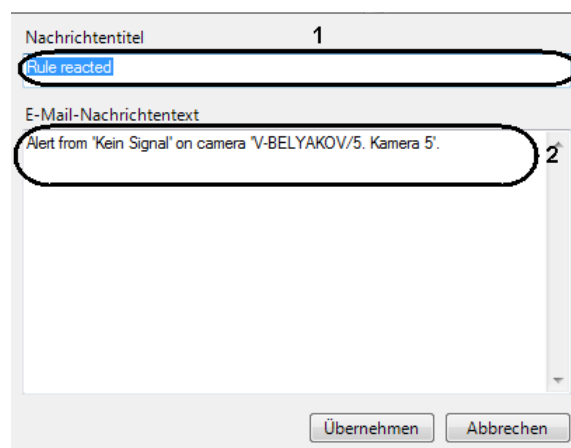 Nachrichtentitel 1
Rule reacted
E-Mail-Nachrichtentext
Alert from "Kein Signal" on camera "V-BELYAKOV/5. Kamera 5".
2
Übernehmen Abbrechen